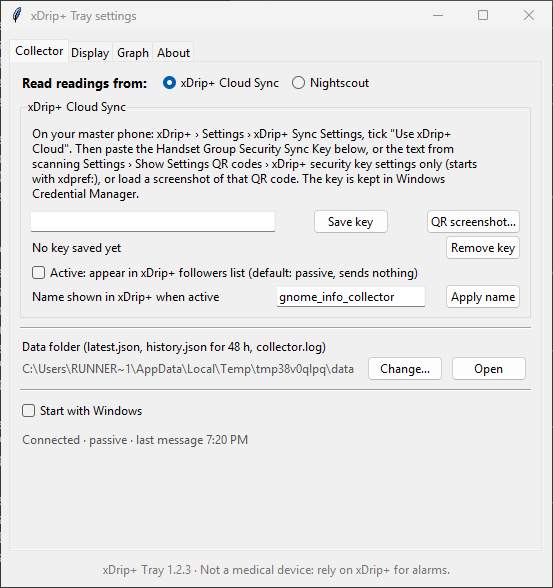 xDrip+ Tray settings
Collector Display Graph About
Read readings from: xDrip+ Cloud Sync Nightscout
xDrip+ Cloud Sync
On your master phone: xDrip+ › Settings › xDrip+ Sync Settings, tick "Use xDrip+
Cloud". Then paste the Handset Group Security Sync Key below, or the text from
scanning Settings › Show Settings QR codes › xDrip+ security key settings only (starts
with xdpref:), or load a screenshot of that QR code. The key is kept in Windows
Credential Manager.
Save key QR screenshot...
No key saved yet Remove key
Active: appear in xDrip+ followers list (default: passive, sends nothing)
Name shown in xDrip+ when active gnome_info_collector Apply name
Data folder (latest.json, history.json for 48 h, collector.log)
C:\Users\RUNNER~1\AppData\Local\Temp\tmp38v0qlpq\data Change... Open
Start with Windows
Connected · passive · last message 7:20 PM
xDrip+ Tray 1.2.3 · Not a medical device: rely on xDrip+ for alarms.